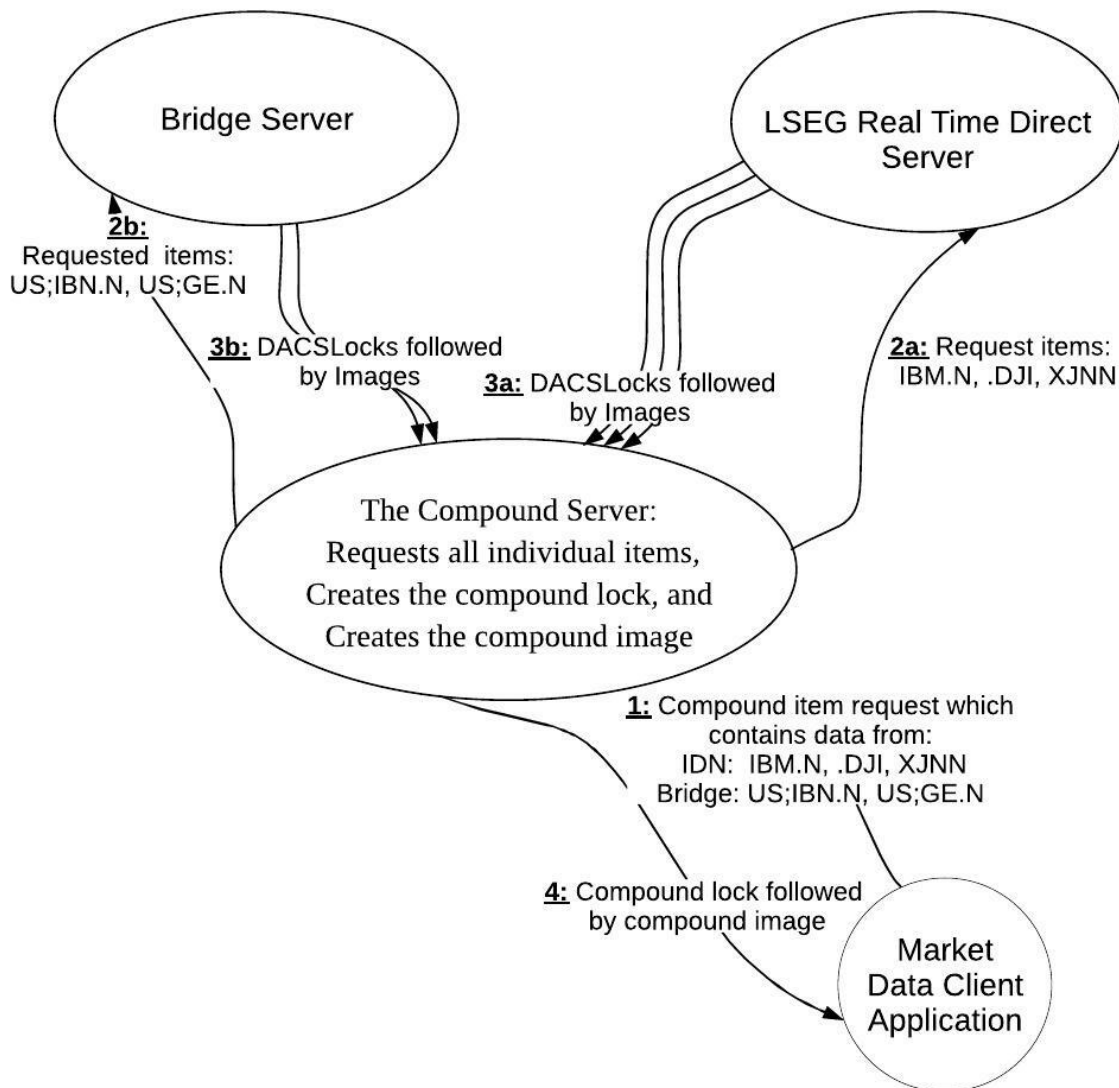 Bridge Server
LSEG Real Time Direct
Server
2b:
Requested items:
US;IBN.N, US;GE.N
3b: DACSLocks followed
by Images
3a: DACSLocks followed
by Images
2a: Request items:
IBM.N, .DJI, XJNN
The Compound Server:
Requests all individual items,
Creates the compound lock, and
Creates the compound image
1: Compound item request which
contains data from:
IDN: IBM.N, .DJI, XJNN
Bridge: US;IBN.N, US;GE.N
4: Compound lock followed
by compound image
Market
Data Client
Application